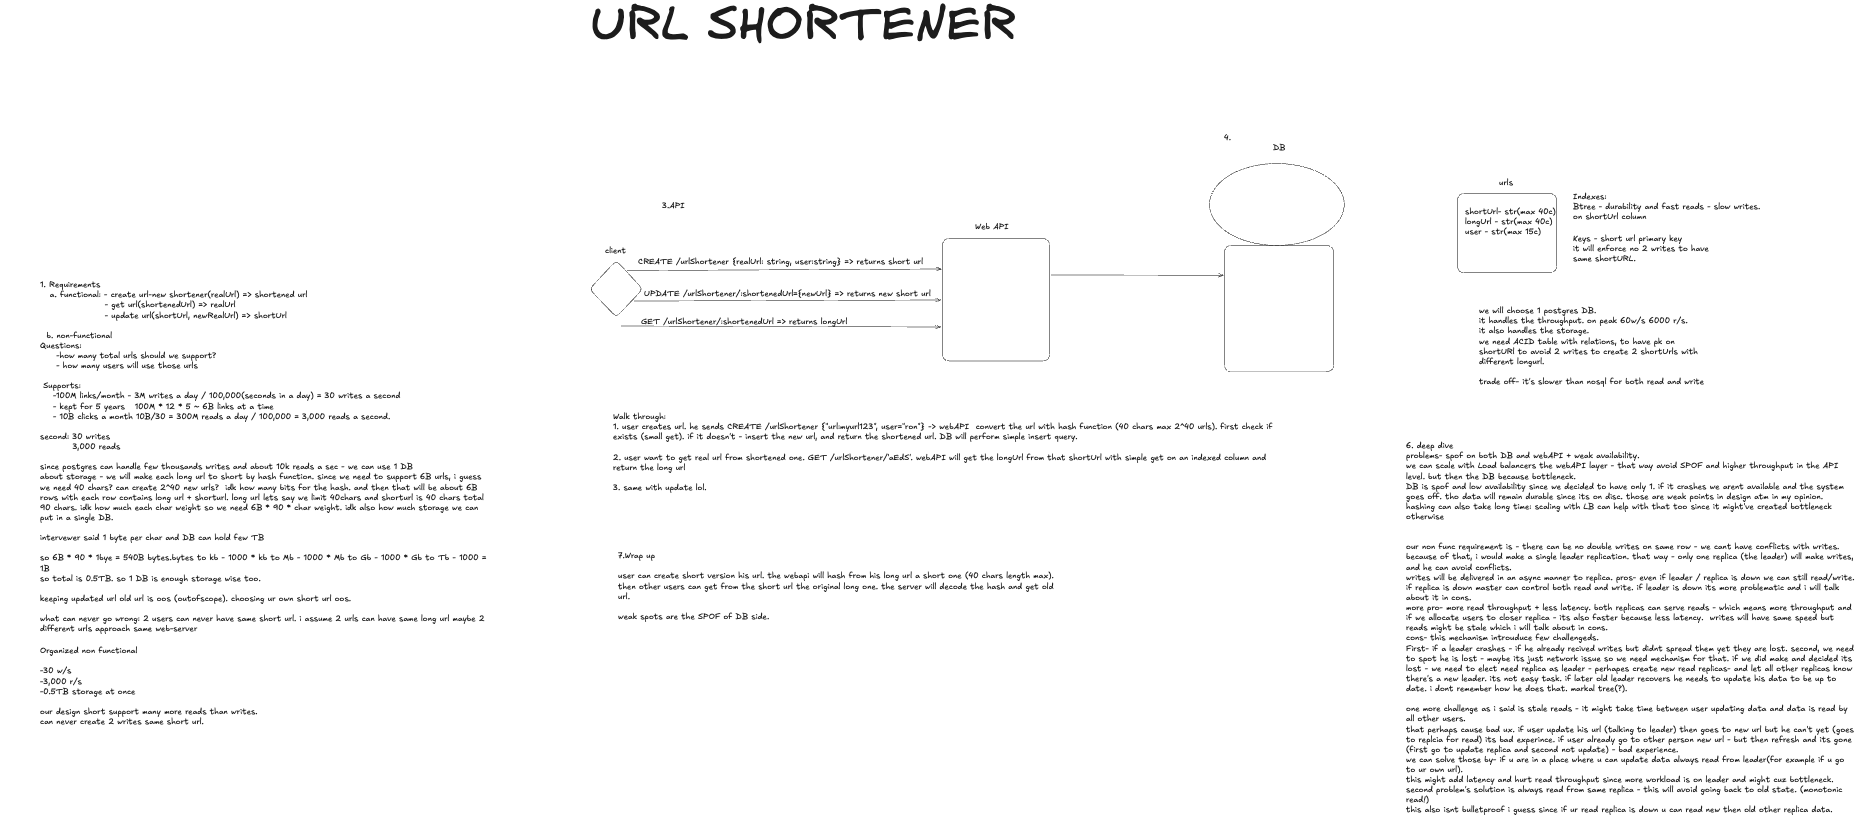 URL SHORTENER
1. Requirements
a. functional: - create url-new shortener(realUrl) => shortened url
- get url(shortenedUrl) => realUrl
- update url(shortUrl, newRealUrl) => shortUrl
b. non-functional
Questions:
-how many total urls should we support?
- how many users will use those urls
Supports:
-100M links/month - 3M writes a day / 100,000(seconds in a day) = 30 writes a second
- kept for 5 years 100M * 12 * 5 ~ 6B links at a time
- 10B clicks a month 10B/30 = 300M reads a day / 100,000 = 3,000 reads a second.
second: 30 writes
3,000 reads
since postgres can handle few thousands writes and about 10k reads a sec - we can use 1 DB
about storage - we will make each long url to short by hash function. since we need to support 6B urls, i guess
we need 40 chars? can create 2^40 new urls? idk how many bits for the hash. and then that will be about 6B
rows with each row contains long url + shorturl. long url lets say we limit 40chars and shorturl is 40 chars total
90 chars. idk how much each char weight so we need 6B * 90 * char weight. idk also how much storage we can
put in a single DB.
intervewer said 1 byte per char and DB can hold few TB
so 6B * 90 * 1bye = 540B bytes.bytes to kb - 1000 * kb to Mb - 1000 * Mb to Gb - 1000 * Gb to Tb - 1000 =
1B
so total is 0.5TB. so 1 DB is enough storage wise too.
keeping updated url old url is oos (outofscope). choosing ur own short url oos.
what can never go wrong: 2 users can never have same short url. i assume 2 urls can have same long url maybe 2
different urls approach same web-server
Organized non functional
-30 w/s
-3,000 r/s
-0.5TB storage at once
our design short support many more reads than writes.
can never create 2 writes same short url.
3.API
client
Web API
CREATE /urlShortener {realUrl: string, user:string} => returns short url
UPDATE /urlShortener/:shortenedUrl={newUrl} => returns new short url
GET /urlShortener/:shortenedUrl => returns longUrl
4.
DB
Walk through:
1. user creates url. he sends CREATE /urlShortener {"url:myurl123", user="ron"} -> webAPI convert the url with hash function (40 chars max 2^40 urls). first check if
exists (small get). if it doesn't - insert the new url, and return the shortened url. DB will perform simple insert query.
2. user want to get real url from shortened one. GET /urlShortener/'aEdS'. webAPI will get the longUrl from that shortUrl with simple get on an indexed column and
return the long url
3. same with update lol.
7.Wrap up
user can create short version his url. the webapi will hash from his long url a short one (40 chars length max).
then other users can get from the short url the original long one. the server will decode the hash and get old
url.
weak spots are the SPOF of DB side.
urls
shortUrl- str(max 40c)
longUrl - str(max 40c)
user - str(max 15c)
Indexes:
Btree - durability and fast reads - slow writes.
on shortUrl column
Keys - short url primary key
it will enforce no 2 writes to have
same shortURL.
we will choose 1 postgres DB.
it handles the throughput. on peak 60w/s 6000 r/s.
it also handles the storage.
we need ACID table with relations, to have pk on
shortURl to avoid 2 writes to create 2 shortUrls with
different longurl.
trade off- it's slower than nosql for both read and write
6. deep dive
problems- spof on both DB and webAPI + weak availability.
we can scale with Load balancers the webAPI layer - that way avoid SPOF and higher throughput in the API
level. but then the DB because bottleneck.
DB is spof and low availability since we decided to have only 1. if it crashes we arent available and the system
goes off. tho data will remain durable since its on disc. those are weak points in design atm in my opinion.
hashing can also take long time: scaling with LB can help with that too since it might've created bottleneck
otherwise
our non func requirement is - there can be no double writes on same row - we cant have conflicts with writes.
because of that, i would make a single leader replication. that way - only one replica (the leader) will make writes,
and he can avoid conflicts.
writes will be delivered in an async manner to replica. pros- even if leader / replica is down we can still read/write.
if replica is down master can control both read and write. if leader is down its more problematic and i will talk
about it in cons.
more pro- more read throughput + less latency. both replicas can serve reads - which means more throughput and
if we allocate users to closer replica - its also faster because less latency. writes will have same speed but
reads might be stale which i will talk about in cons.
cons- this mechanism introuduce few challengeds.
First- if a leader crashes - if he already recived writes but didnt spread them yet they are lost. second, we need
to spot he is lost - maybe its just network issue so we need mechanism for that. if we did make and decided its
lost - we need to elect need replica as leader - perhapes create new read replicas- and let all other replicas know
there's a new leader. its not easy task. if later old leader recovers he needs to update his data to be up to
date. i dont remember how he does that. markal tree(?).
one more challenge as i said is stale reads - it might take time between user updating data and data is read by
all other users.
that perhaps cause bad ux. if user update his url (talking to leader) then goes to new url but he can't yet (goes
to replcia for read) its bad experince. if user already go to other person new url - but then refresh and its gone
(first go to update replica and second not update) - bad experience.
we can solve those by- if u are in a place where u can update data always read from leader(for example if u go
to ur own url).
this might add latency and hurt read throughput since more workload is on leader and might cuz bottleneck.
second problem's solution is always read from same replica - this will avoid going back to old state. (monotonic
read!)
this also isnt bulletproof i guess since if ur read replica is down u can read new then old other replica data.